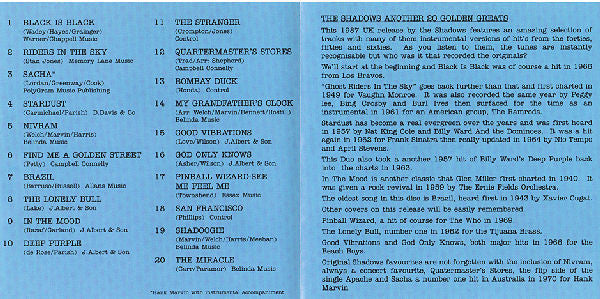 1 BLACK IS BLACK
(Wadey/Hayes/Grainger)
Warner/Chappell Music
2 RIDERS IN THE SKY
(Stan Jones) Memory Lane Music
3 SACHA*
(Lordan/Greenway/Cook)
Polygram Music Publishing
4 STARDUST
(Carmichael/Parish) D.Davis & Co
5 NIVRAM
(Welch/Marvin/Harris)
Belinda Music
6 FIND ME A GOLDEN STREET
(Petty) Campbell Connelly
7 BRAZIL
(Barruso/Russell) Allans Music
8 THE LONELY BULL
(Lake) J Albert & Son
9 IN THE MOOD
(Razaf/Garland) J Albert & Son
10 DEEP PURPLE
(de Rose/Parish) J Albert & Son
11 THE STRANGER
(Crompton/Jones)
Control
12 QUARTERMASTER'S STORES
(Trad/Arr: Shepherd)
Campbell Connelly
13 BOMBAY DUCK
(Honda) Control
14 MY GRANDFATHER'S CLOCK
(Arr Welch/Marvin/Bennett)
Belinda Music
15 GOOD VIBRATIONS
(Love/Wilson) J.Albert & Son
16 GOD ONLY KNOWS
(Asher/Wilson) J.Albert & Son
17 PINBALL WIZARD-SEE
ME FEEL ME
(Townshend) Essex Music
18 SAN FRANCISCO
(Phillips) Control
19 SHADOOGIE
(Marvin/Welch/Harris/Meehan)
Belinda Music
20 THE MIRACLE
(Carr/Paramor) Belinda Music
*Hank Marvin with instrumental accompaniment
THE SHADOWS ANOTHER 20 GOLDEN GREATS
This 1987 UK release by the Shadows features an amazing selection of
tracks with many of them instrumental versions of hits from the forties,
fifties and sixties. As you listen to them, the tunes are instantly
recognisable but who was it that recorded the originals?
We'll start at the beginning and Black Is Black was of course a hit in 1966
from Los Bravos.
"Ghost Riders In The Sky" goes back further than that and first charted in
1949 for Vaughn Monroe. It was also recorded the same year by Peggy
Lee, Bing Crosby and Burl Ives then surfaced for the time as an
instrumental in 1961 for an American group, The Ramrods.
Stardust has become a real evergreen over the years and was first heard
in 1957 by Nat King Cole and Billy Ward And the Dominoes. It was a hit
again in 1962 for Frank Sinatra then really updated in 1964 by Nio Tempo
and April Stevens.
This Duo also took a another 1957 hit of Billy Ward's Deep Purple back
into the charts in 1963.
In The Mood is another classic that Glen Miller first charted in 1940. It
was given a rock revival in 1959 by The Ernie Fields Orchestra.
The oldest song in this disc is Brazil, heard first in 1943 by Xavier Cugat.
Other covers on this release will be easily remembered
Pinball Wizard, a hit of course for The Who in 1969.
The Lonely Bull, number one in 1962 for the Tijuana Brass.
Good Vibrations and God Only Knows, both major hits in 1966 for the
Beach Boys.
Original Shadows favourites are not forgotten with the inclusion of Nivram,
always a concert favourite, Quatermaster's Stores, the flip side of the
single Apache and Sacha a number one hit in Australia in 1970 for Hank
Marvin